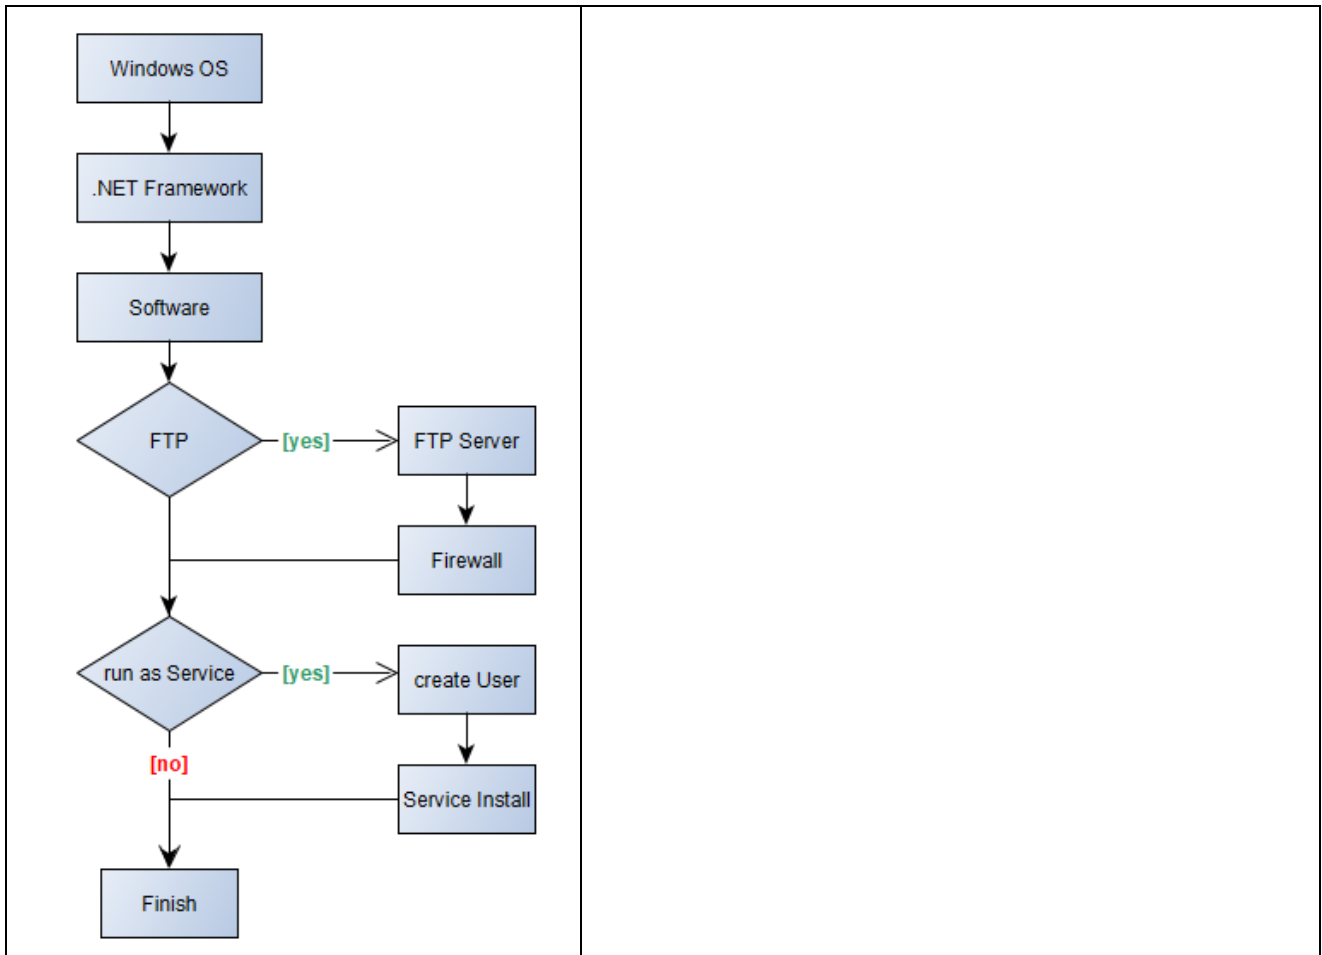 Windows OS
.NET Framework
Software
FTP
[yes]
FTP Server
Firewall
run as Service
[yes]
create User
[no]
Service Install
Finish